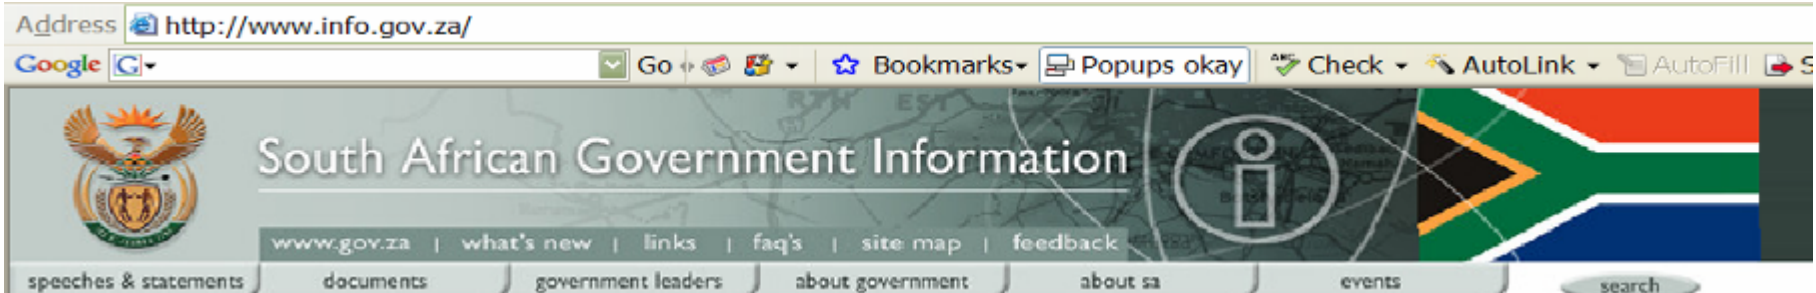 Address http://www.info.gov.za/
Google G Go Bookmarks Popups okay Check AutoLink AutoFill S
South African Government Information
www.gov.za | what's new | links | faq's | site map | feedback
speeches & statements documents government leaders about government about sa events search